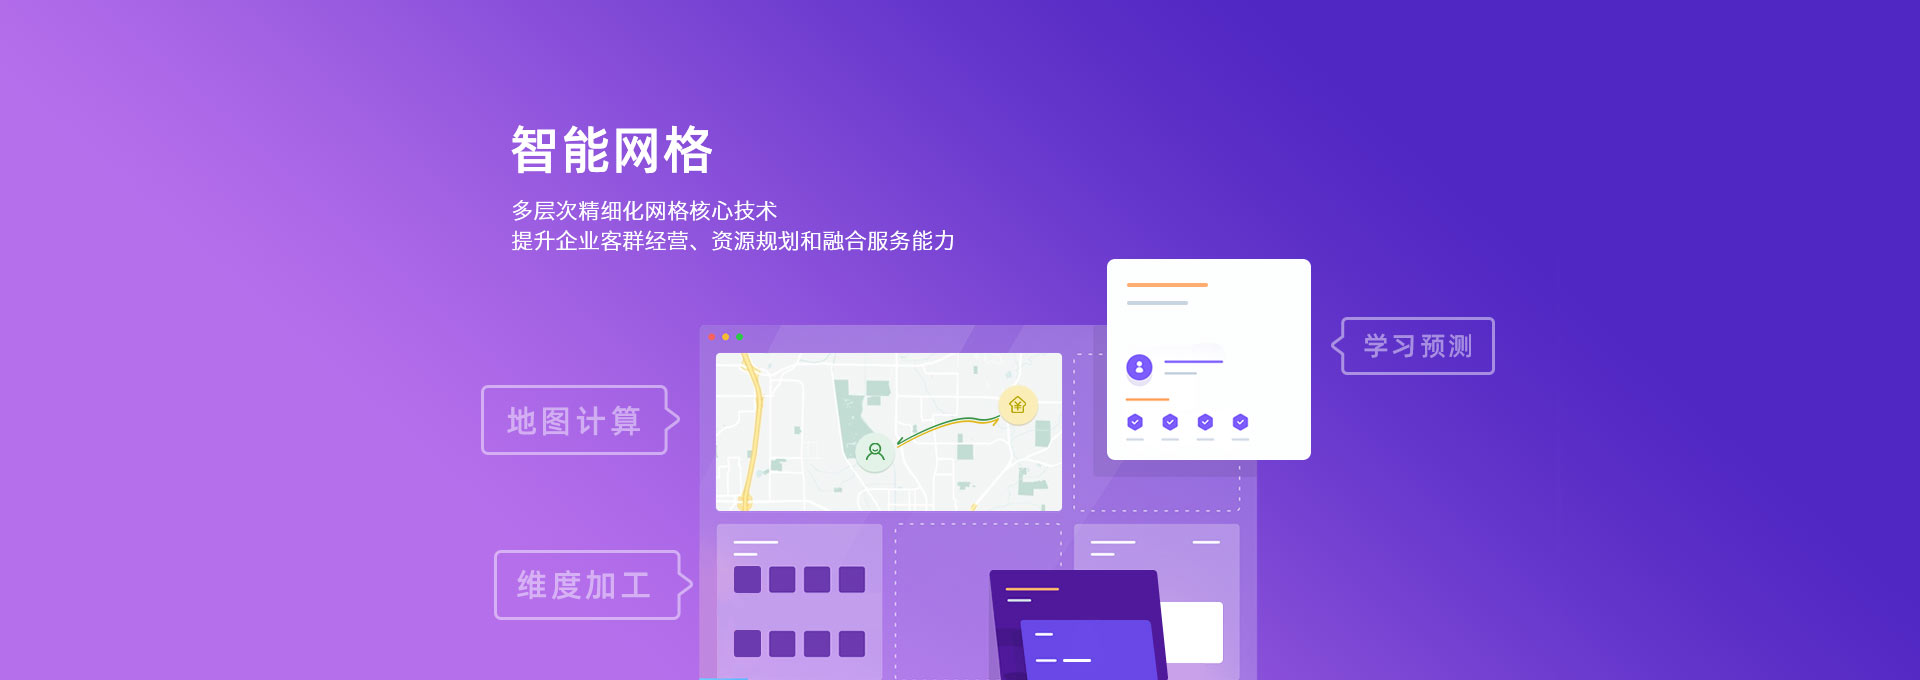 智能网格
多层次精细化网格核心技术
提升企业客群经营、资源规划和融合服务能力
学习预测
地图计算
维度加工